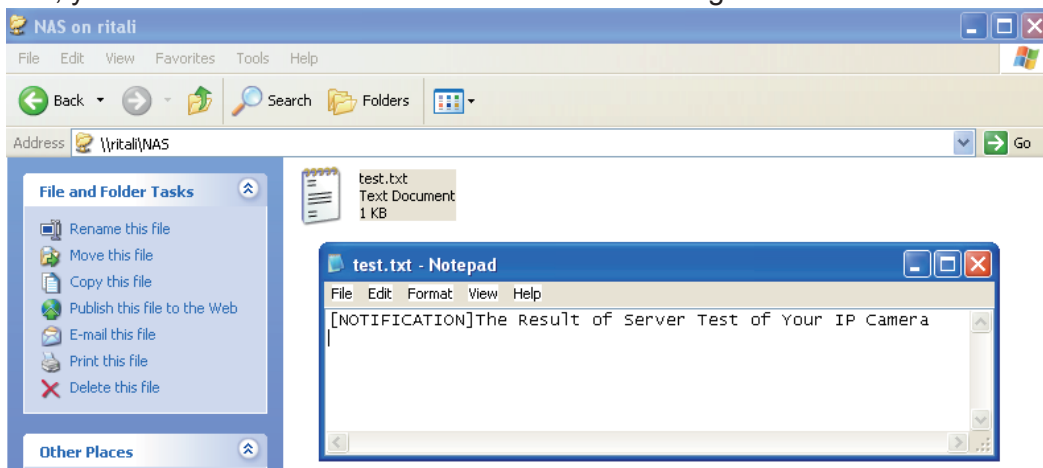 NAS on ritali
File Edit View Favorites Tools Help
Back Search Folders
Address \\ritali\NAS Go
File and Folder Tasks
Rename this file
Move this file
Copy this file
Publish this file to the Web
E-mail this file
Print this file
Delete this file
Other Places
test.txt
Text Document
1 KB
test.txt - Notepad
File Edit Format View Help
[NOTIFICATION]The Result of Server Test of Your IP Camera